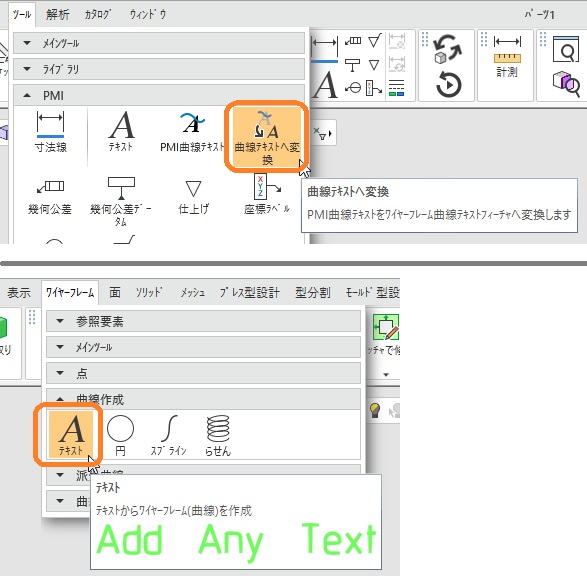 ﾂｰﾙ 解析 ｶﾀﾛｸﾞ ｳｨﾝﾄﾞｳ ﾊﾟｰﾂ1
ﾒｲﾝﾂｰﾙ
ﾗｲﾌﾞﾗﾘ
PMI
寸法線 ﾃｷｽﾄ PMI曲線ﾃｷｽﾄ 曲線ﾃｷｽﾄへ変換
計測
幾何公差 幾何公差ﾃﾞｰﾀﾑ 仕上げ 座標ﾗﾍﾞﾙ
曲線ﾃｷｽﾄへ変換
PMI曲線ﾃｷｽﾄをﾜｲﾔｰﾌﾚｰﾑ曲線ﾃｷｽﾄﾌｨｰﾁｬへ変換します
表示 ﾜｲﾔｰﾌﾚｰﾑ 面 ｿﾘｯﾄﾞ ﾒｯｼｭ ﾌﾟﾚｽ型設計 型分割 ﾓｰﾙﾄﾞ型設
参照要素
ﾒｲﾝﾂｰﾙ
点
曲線作成
ﾃｷｽﾄ 円 ｽﾌﾟﾗｲﾝ らせん
ﾃｷｽﾄ
ﾃｷｽﾄからﾜｲﾔｰﾌﾚｰﾑ(曲線)を作成
Add Any Text